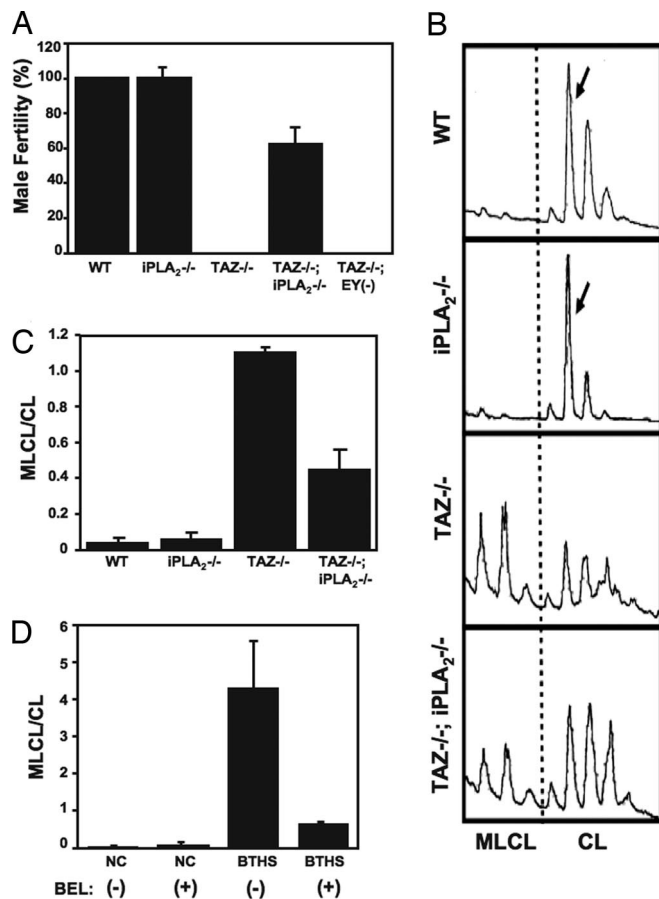 A
Male Fertility (%)
120
100
80
60
40
20
0
WT
iPLA₂-/-
TAZ-/-
TAZ-/-;
iPLA₂-/-
TAZ-/-;
EY(-)
B
WT
iPLA₂-/-
TAZ-/-
TAZ-/-; iPLA₂-/-
MLCL
CL
C
MLCL/CL
1.2
1.0
0.8
0.6
0.4
0.2
0
WT
iPLA₂-/-
TAZ-/-
TAZ-/-;
iPLA₂-/-
D
MLCL/CL
6
5
4
3
2
1
0
NC NC BTHS BTHS
BEL: (-) (+) (-) (+)